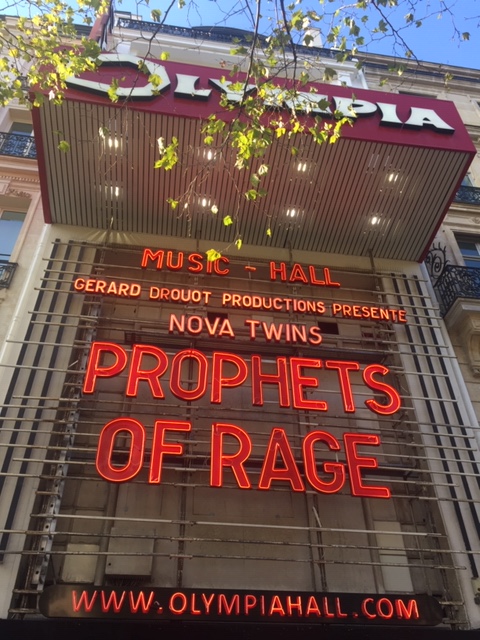 OLYMPIA
MUSIC - HALL
GERARD DROUOT PRODUCTIONS PRESENTE
NOVA TWINS
PROPHETS
OF RAGE
WWW.OLYMPIAHALL.COM